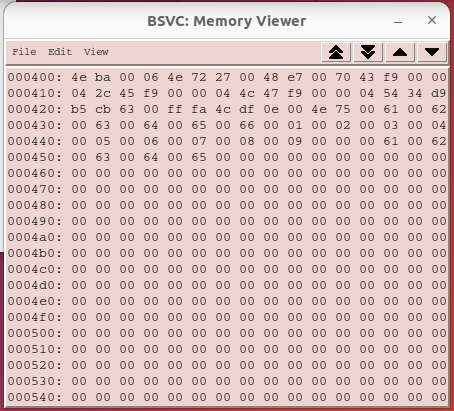 BSVC: Memory Viewer
File Edit View
000400: 4e ba 00 06 4e 72 27 00 48 e7 00 70 43 f9 00 00
000410: 04 2c 45 f9 00 00 04 4c 47 f9 00 00 04 54 34 d9
000420: b5 cb 63 00 ff fa 4c df 0e 00 4e 75 00 61 00 62
000430: 00 63 00 64 00 65 00 66 00 01 00 02 00 03 00 04
000440: 00 05 00 06 00 07 00 08 00 09 00 00 00 61 00 62
000450: 00 63 00 64 00 65 00 00 00 00 00 00 00 00 00 00
000460: 00 00 00 00 00 00 00 00 00 00 00 00 00 00 00 00
000470: 00 00 00 00 00 00 00 00 00 00 00 00 00 00 00 00
000480: 00 00 00 00 00 00 00 00 00 00 00 00 00 00 00 00
000490: 00 00 00 00 00 00 00 00 00 00 00 00 00 00 00 00
0004a0: 00 00 00 00 00 00 00 00 00 00 00 00 00 00 00 00
0004b0: 00 00 00 00 00 00 00 00 00 00 00 00 00 00 00 00
0004c0: 00 00 00 00 00 00 00 00 00 00 00 00 00 00 00 00
0004d0: 00 00 00 00 00 00 00 00 00 00 00 00 00 00 00 00
0004e0: 00 00 00 00 00 00 00 00 00 00 00 00 00 00 00 00
0004f0: 00 00 00 00 00 00 00 00 00 00 00 00 00 00 00 00
000500: 00 00 00 00 00 00 00 00 00 00 00 00 00 00 00 00
000510: 00 00 00 00 00 00 00 00 00 00 00 00 00 00 00 00
000520: 00 00 00 00 00 00 00 00 00 00 00 00 00 00 00 00
000530: 00 00 00 00 00 00 00 00 00 00 00 00 00 00 00 00
000540: 00 00 00 00 00 00 00 00 00 00 00 00 00 00 00 00